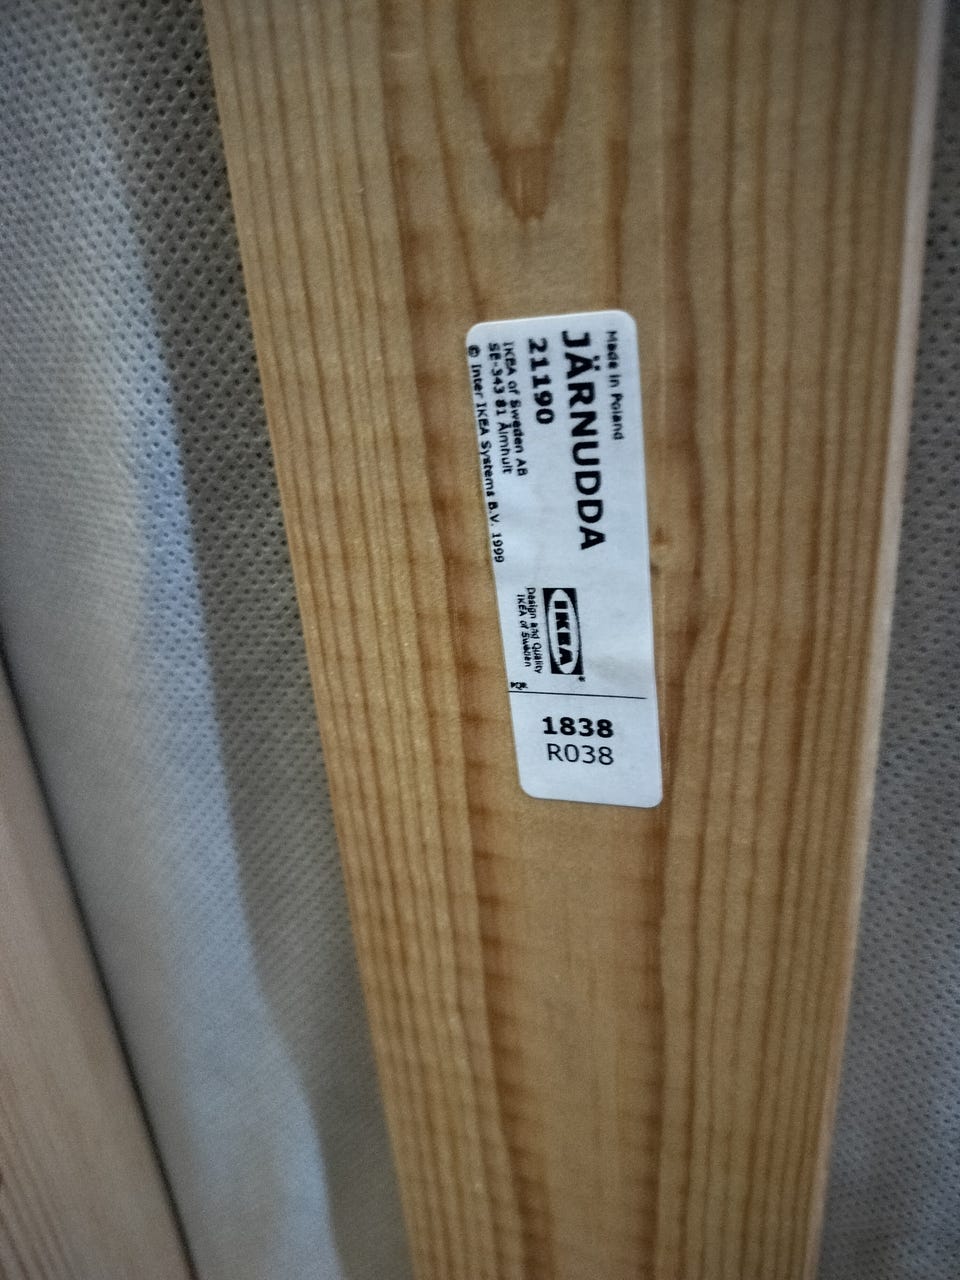 Made in Poland
JÄRNUDDA
21190
IKEA of Sweden AB
SE-343 81 Älmhult
© Inter IKEA Systems B.V. 1999
IKEA
Design and Quality
IKEA of Sweden
1838
R038